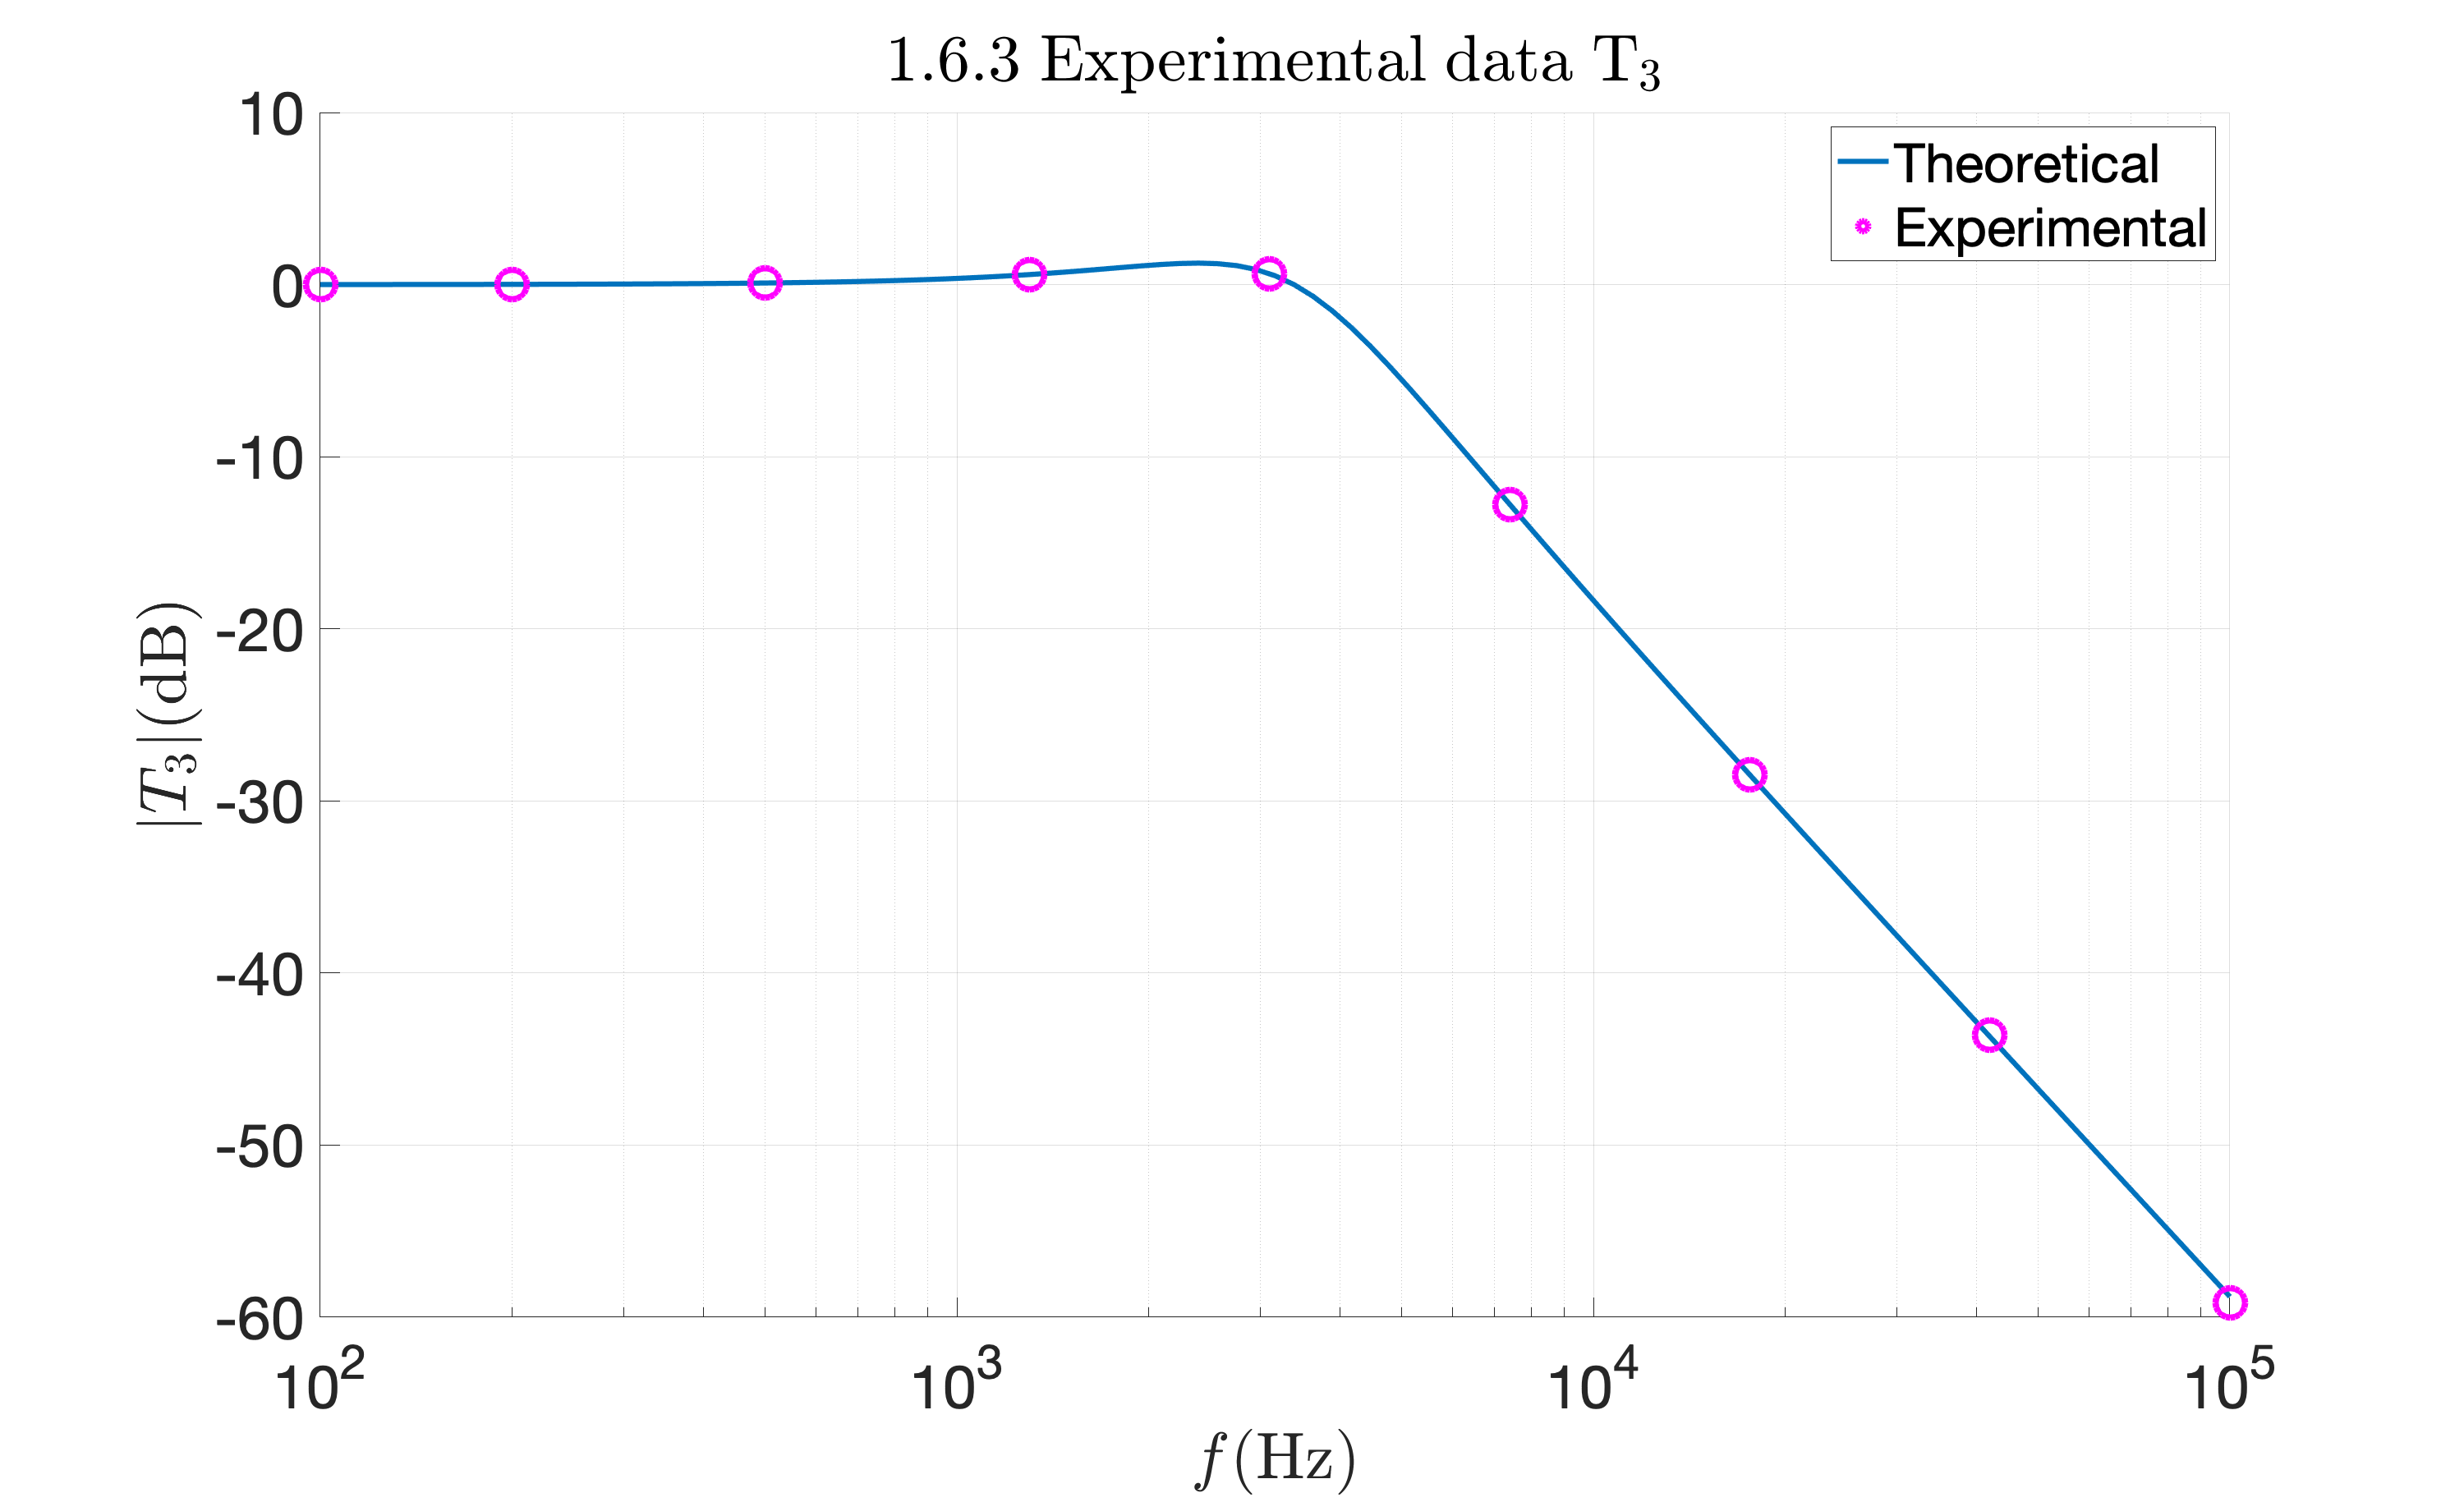 1.6.3 Experimental data T₃
10
0
-10
-20
-30
-40
-50
-60
|T₃|(dB)
Theoretical
Experimental
10² 10³ 10⁴ 10⁵
f(Hz)